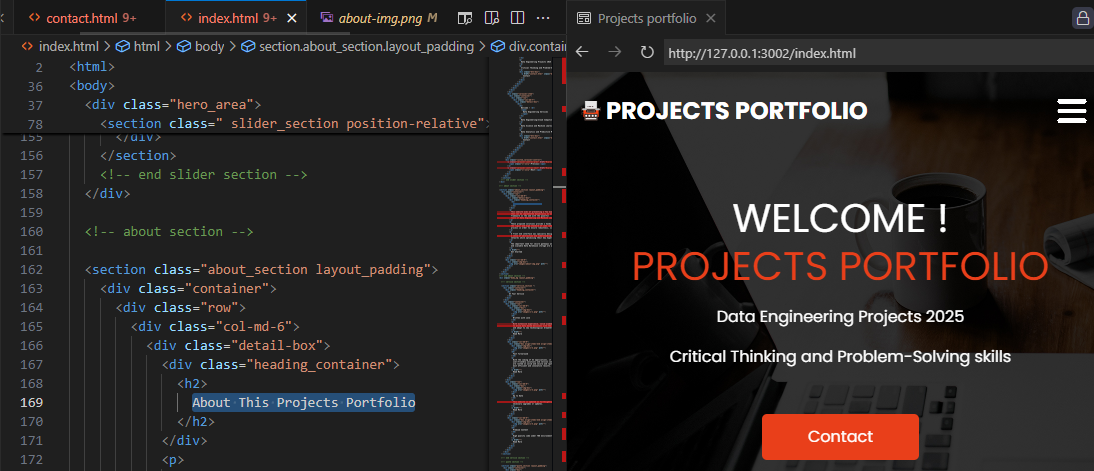 contact.html 9+
index.html 9+
about-img.png M
index.html > html > body > section.about_section.layout_padding > div.contain
2 <html>
36 <body>
37 <div class="hero_area">
78 <section class=" slider_section position-relative">
155 </div>
156 </section>
157 <!-- end slider section -->
158 </div>
159
160 <!-- about section -->
161
162 <section class="about_section layout_padding">
163 <div class="container">
164 <div class="row">
165 <div class="col-md-6">
166 <div class="detail-box">
167 <div class="heading_container">
168 <h2>
169 About This Projects Portfolio
170 </h2>
171 </div>
172 <p>
Projects portfolio
http://127.0.0.1:3002/index.html
PROJECTS PORTFOLIO
WELCOME !
PROJECTS PORTFOLIO
Data Engineering Projects 2025
Critical Thinking and Problem-Solving skills
Contact